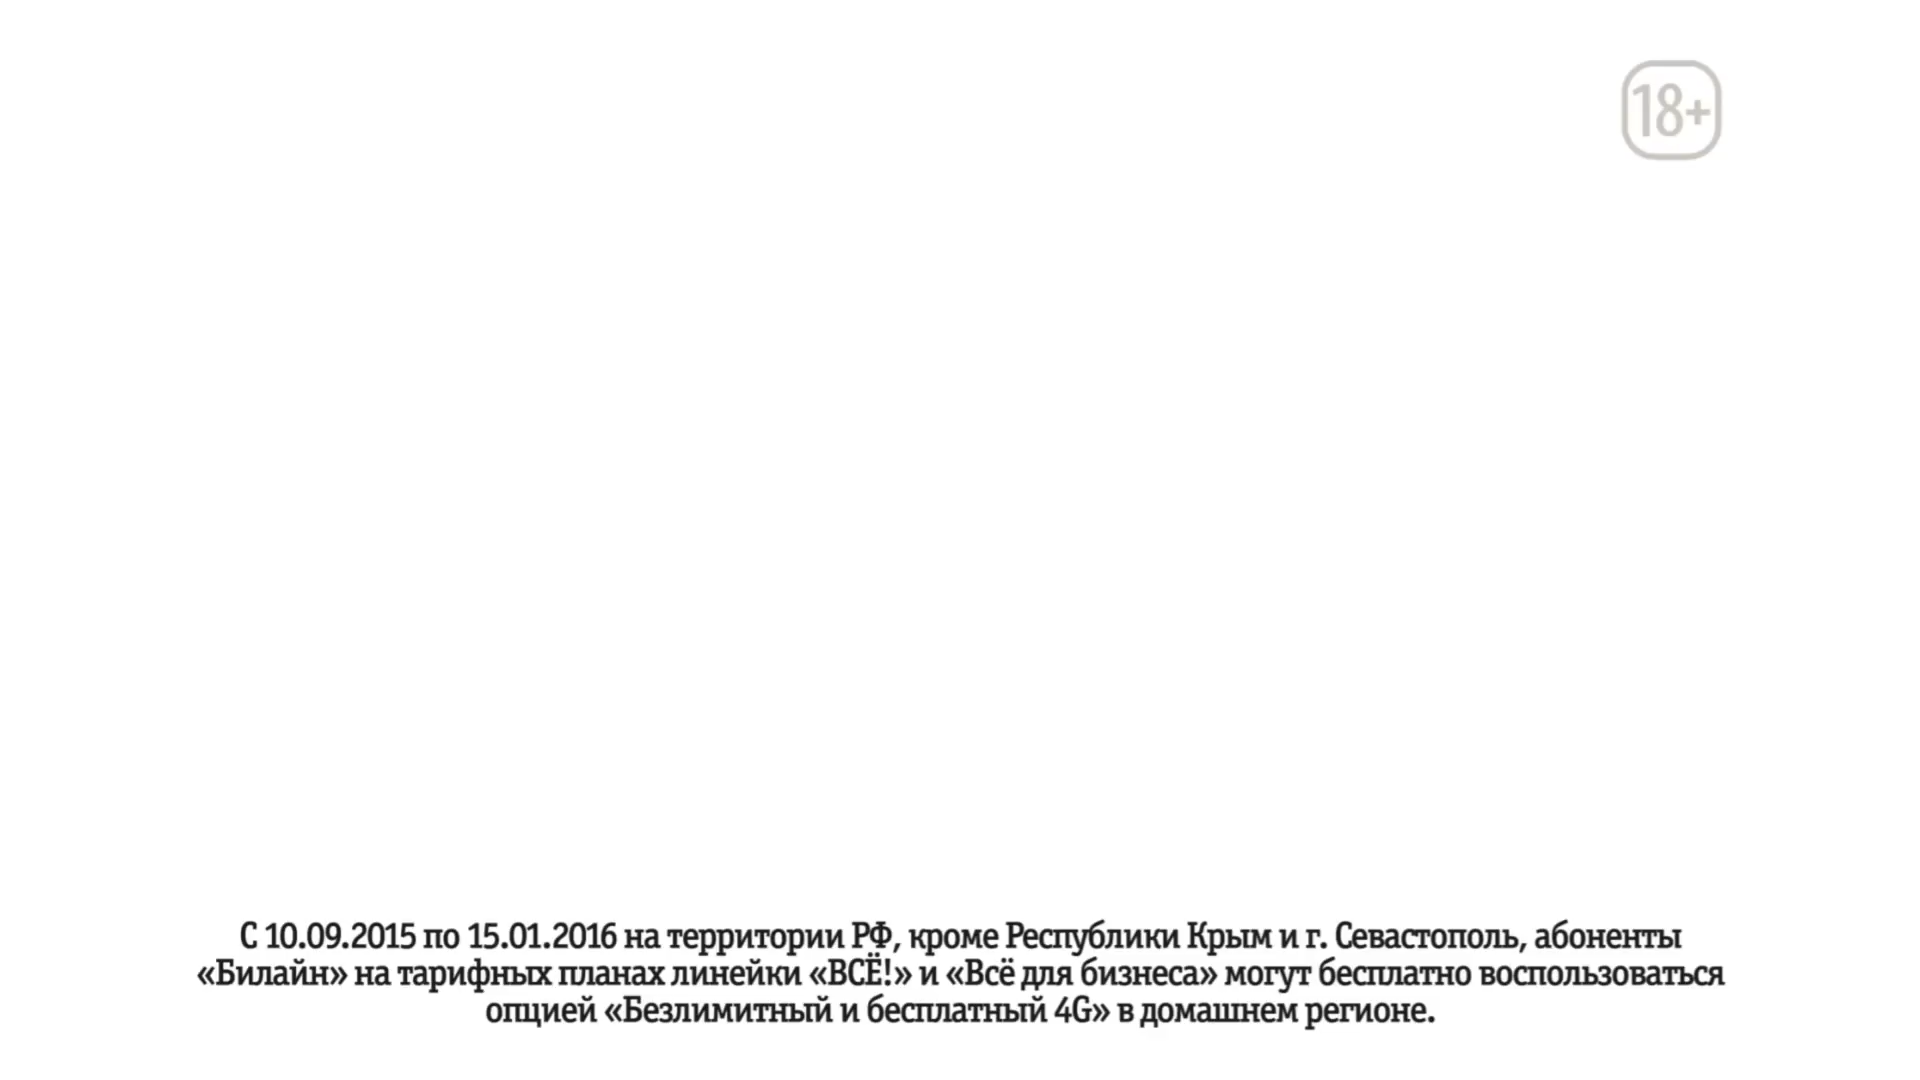 18+
С 10.09.2015 по 15.01.2016 на территории РФ, кроме Республики Крым и г. Севастополь, абоненты
«Билайн» на тарифных планах линейки «ВСЁ!» и «Всё для бизнеса» могут бесплатно воспользоваться
опцией «Безлимитный и бесплатный 4G» в домашнем регионе.